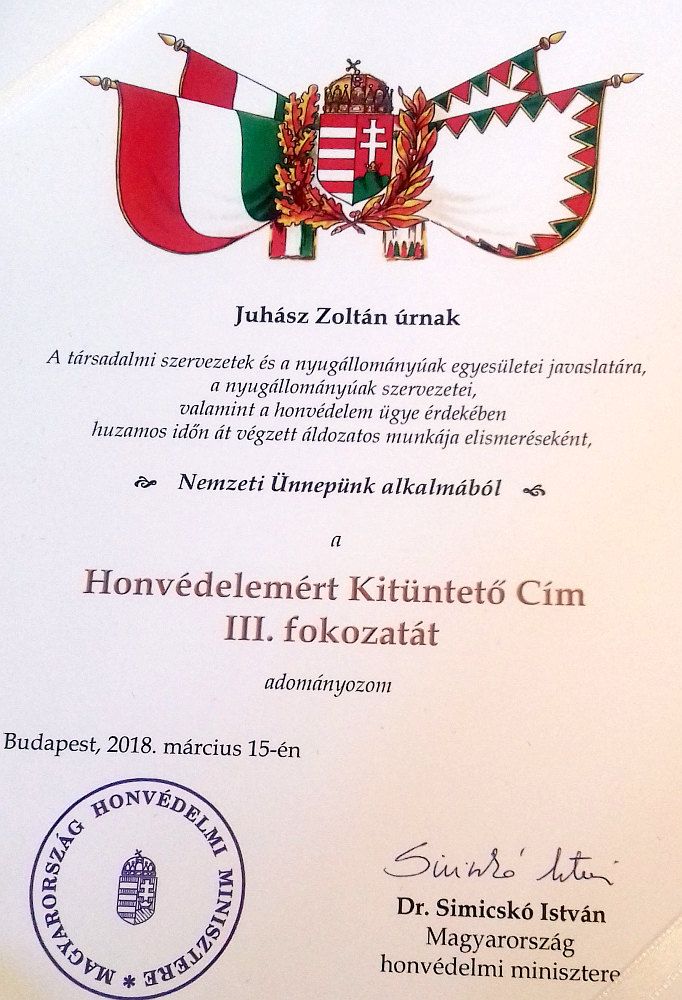 Juhász Zoltán úrnak
A társadalmi szervezetek és a nyugállományúak egyesületei javaslatára,
a nyugállományúak szervezetei,
valamint a honvédelem ügye érdekében
huzamos időn át végzett áldozatos munkája elismeréseként,
Nemzeti Ünnepünk alkalmából
a
Honvédelemért Kitüntető Cím
III. fokozatát
adományozom
Budapest, 2018. március 15-én
MAGYARORSZÁG HONVÉDELMI MINISZTERE *
Dr. Simicskó István
Magyarország
honvédelmi minisztere